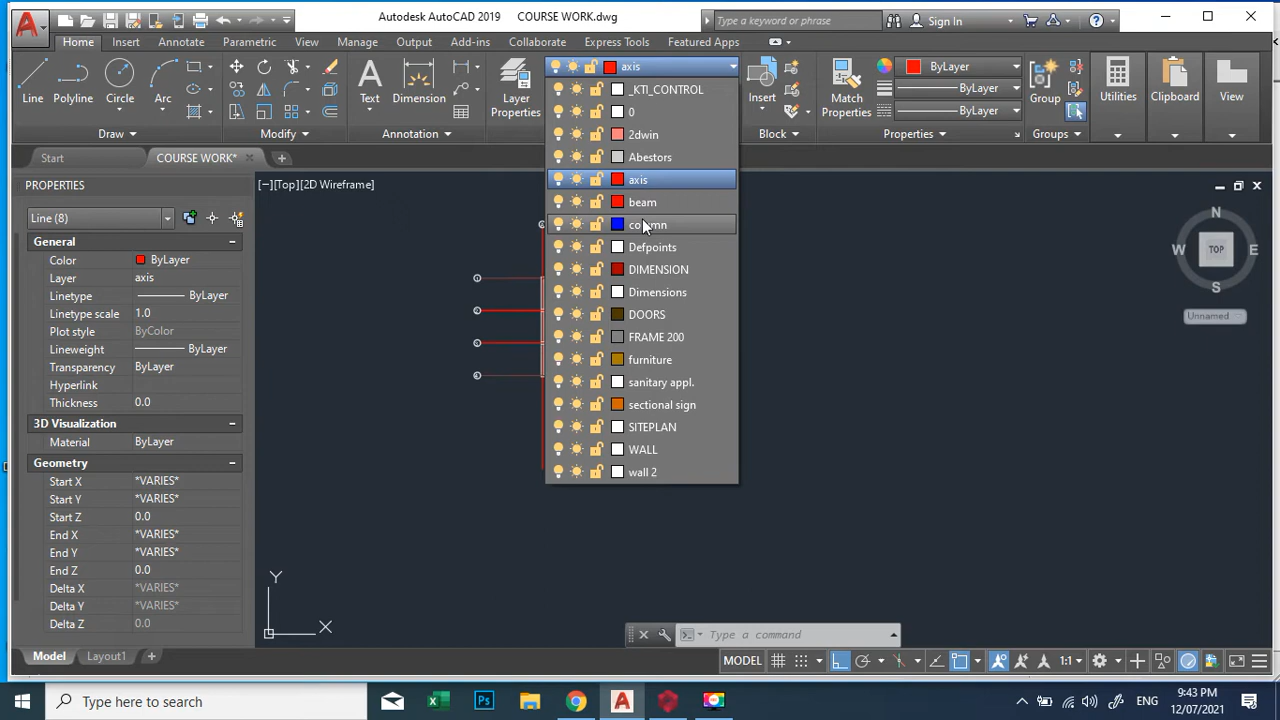 Autodesk AutoCAD 2019 COURSE WORK.dwg
Type a keyword or phrase
Sign In
Home Insert Annotate Parametric View Manage Output Add-ins Collaborate Express Tools Featured Apps
Line Polyline Circle Arc
Text Dimension
Layer Properties
axis
Insert
Match Properties
ByLayer
ByLayer
ByLayer
Group
Utilities
Clipboard
View
Draw Modify Annotation Block Properties Groups
Start COURSE WORK*
_KTI_CONTROL
0
2dwin
Abestors
axis
beam
Defpoints
DIMENSION
Dimensions
DOORS
FRAME 200
furniture
sanitary appl.
sectional sign
SITEPLAN
WALL
wall 2
PROPERTIES
Line (8)
General
Color ByLayer
Layer axis
Linetype ByLayer
Linetype scale 1.0
Plot style ByColor
Lineweight ByLayer
Transparency ByLayer
Hyperlink
Thickness 0.0
3D Visualization
Material ByLayer
Geometry
Start X *VARIES*
Start Y *VARIES*
Start Z 0.0
End X *VARIES*
End Y *VARIES*
End Z 0.0
Delta X *VARIES*
Delta Y *VARIES*
Delta Z 0.0
[−][Top][2D Wireframe]
N
W TOP E
S
Unnamed
Y
X
Type a command
Model Layout1
MODEL
1:1
Type here to search
ENG
9:43 PM
12/07/2021